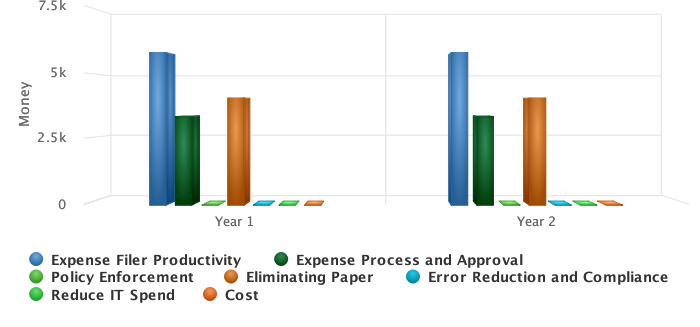 7.5k
5k
2.5k
0
Money
Year 1 Year 2
Expense Filer Productivity Expense Process and Approval
Policy Enforcement Eliminating Paper Error Reduction and Compliance
Reduce IT Spend Cost